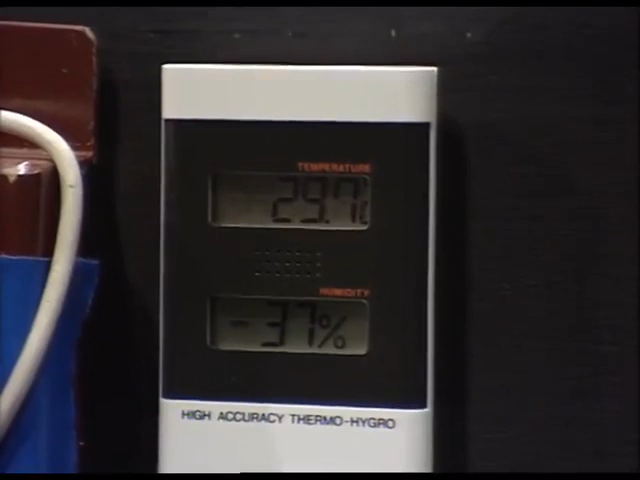 TEMPERATURE
29.7°C
HUMIDITY
-37%
HIGH ACCURACY THERMO-HYGRO